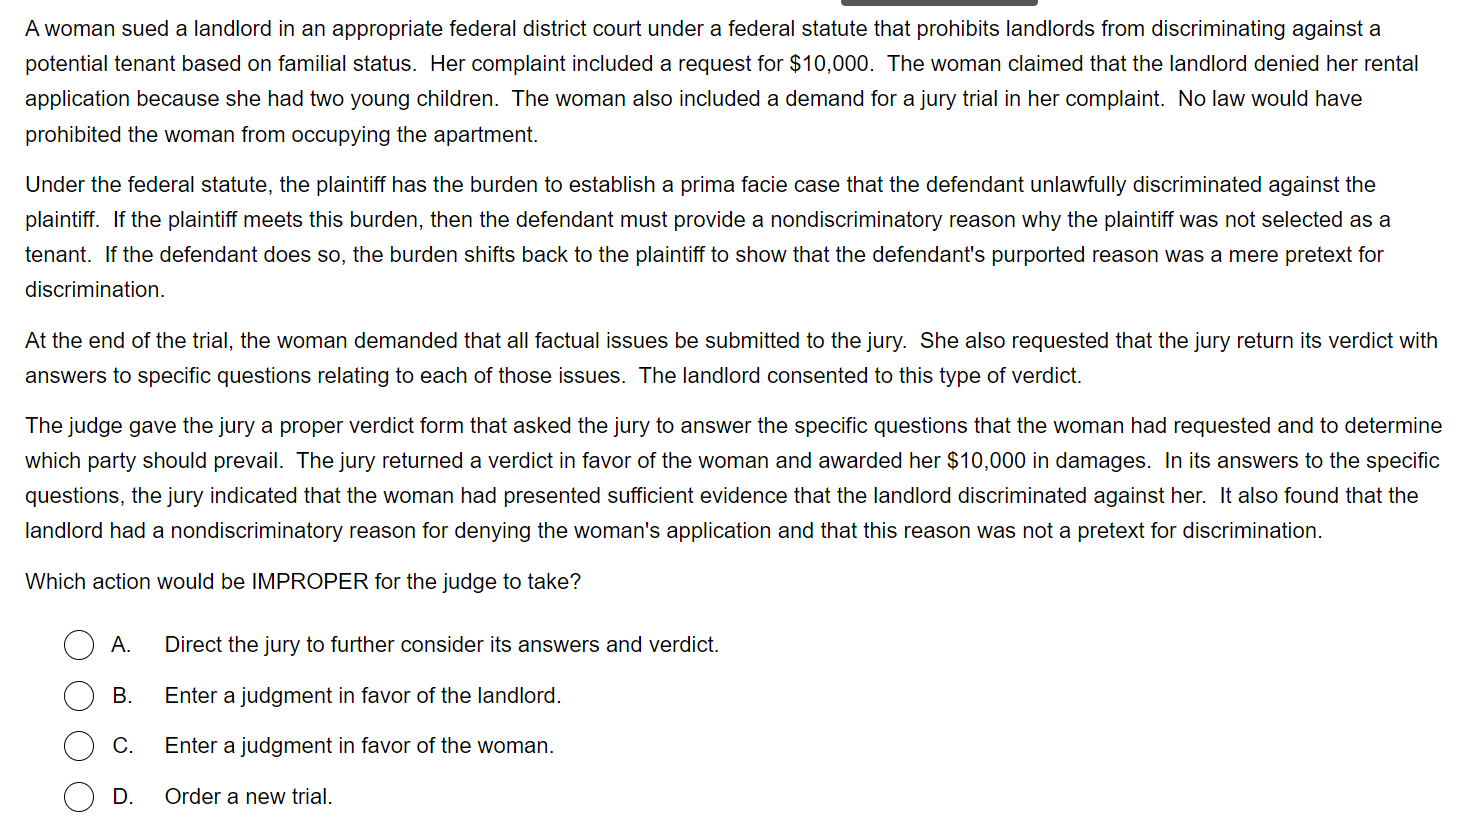 A woman sued a landlord in an appropriate federal district court under a federal statute that prohibits landlords from discriminating against a
potential tenant based on familial status.  Her complaint included a request for $10,000.  The woman claimed that the landlord denied her rental
application because she had two young children.  The woman also included a demand for a jury trial in her complaint.  No law would have
prohibited the woman from occupying the apartment.
Under the federal statute, the plaintiff has the burden to establish a prima facie case that the defendant unlawfully discriminated against the
plaintiff.  If the plaintiff meets this burden, then the defendant must provide a nondiscriminatory reason why the plaintiff was not selected as a
tenant.  If the defendant does so, the burden shifts back to the plaintiff to show that the defendant's purported reason was a mere pretext for
discrimination.
At the end of the trial, the woman demanded that all factual issues be submitted to the jury.  She also requested that the jury return its verdict with
answers to specific questions relating to each of those issues.  The landlord consented to this type of verdict.
The judge gave the jury a proper verdict form that asked the jury to answer the specific questions that the woman had requested and to determine
which party should prevail.  The jury returned a verdict in favor of the woman and awarded her $10,000 in damages.  In its answers to the specific
questions, the jury indicated that the woman had presented sufficient evidence that the landlord discriminated against her.  It also found that the
landlord had a nondiscriminatory reason for denying the woman's application and that this reason was not a pretext for discrimination.
Which action would be IMPROPER for the judge to take?
A. Direct the jury to further consider its answers and verdict.
B. Enter a judgment in favor of the landlord.
C. Enter a judgment in favor of the woman.
D. Order a new trial.